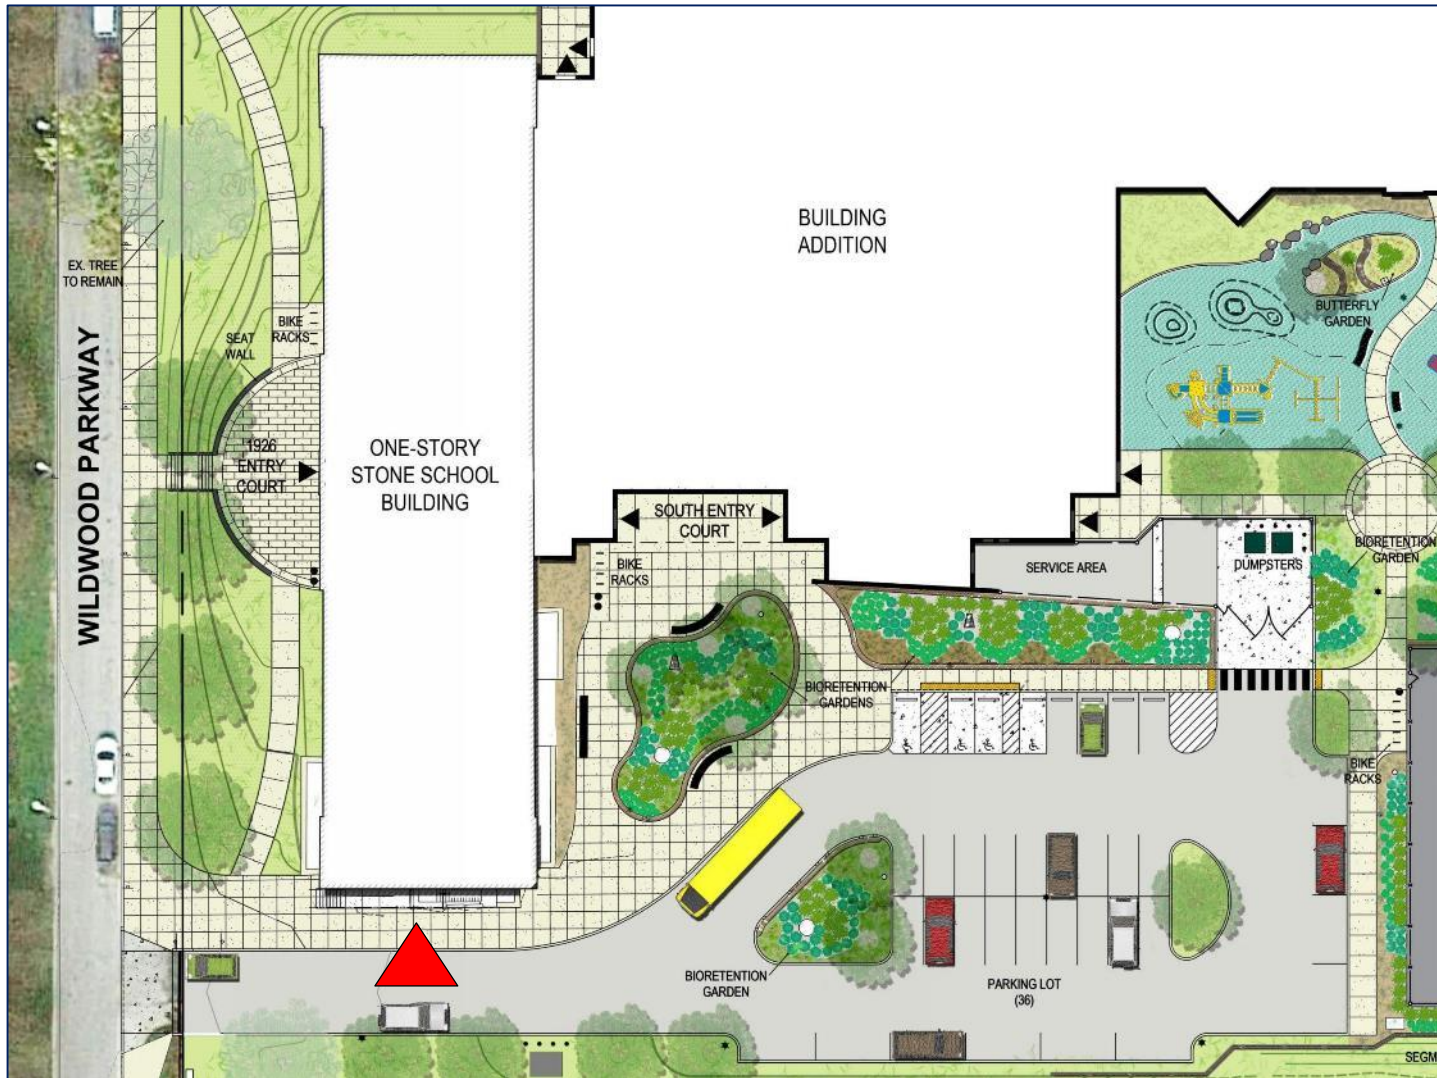 BUILDING
ADDITION
EX. TREE
TO REMAIN
BUTTERFLY
GARDEN
BIKE
RACKS
SEAT
WALL
WILDWOOD PARKWAY
1926
ENTRY
COURT
ONE-STORY
STONE SCHOOL
BUILDING
SOUTH ENTRY
COURT
BIKE
RACKS
SERVICE AREA
DUMPSTERS
BIORETENTION
GARDEN
BIORETENTION
GARDENS
BIKE
RACKS
BIORETENTION
GARDEN
PARKING LOT
(36)
SEGM